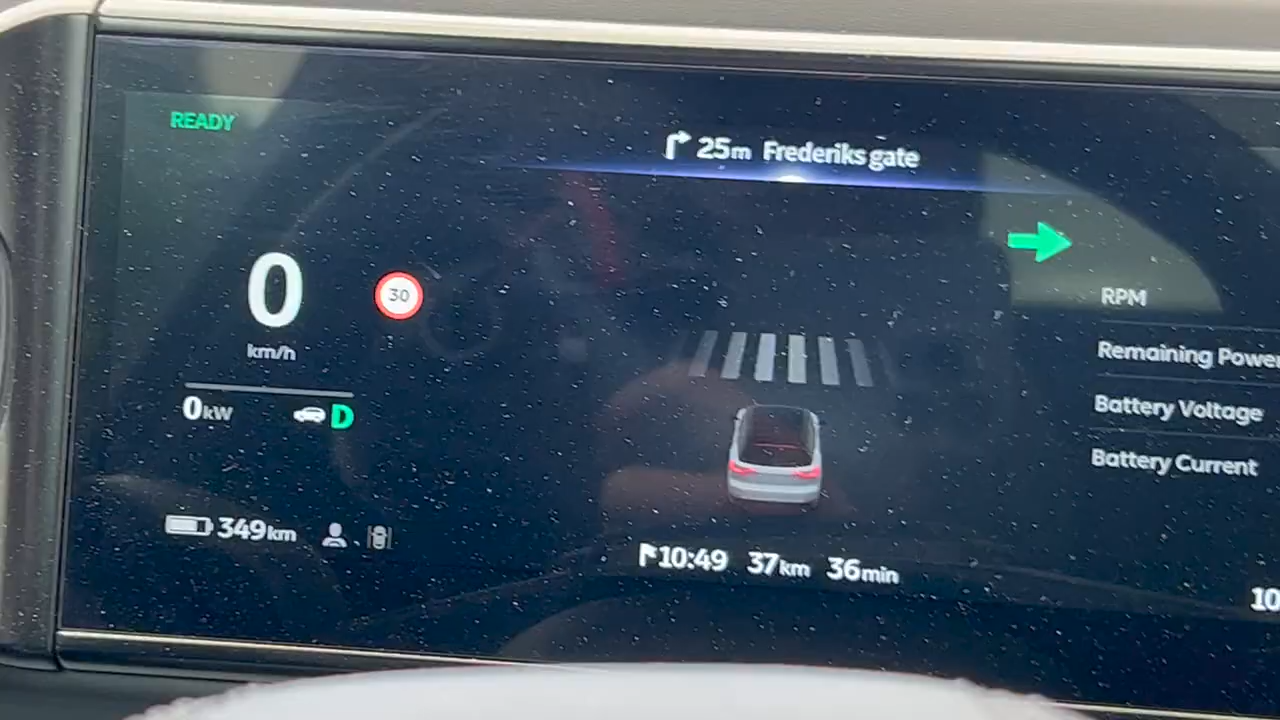 READY
25m Frederiks gate
0
km/h
30
0kW
D
RPM
Remaining Power
Battery Voltage
Battery Current
349km
10:49 37km 36min
10